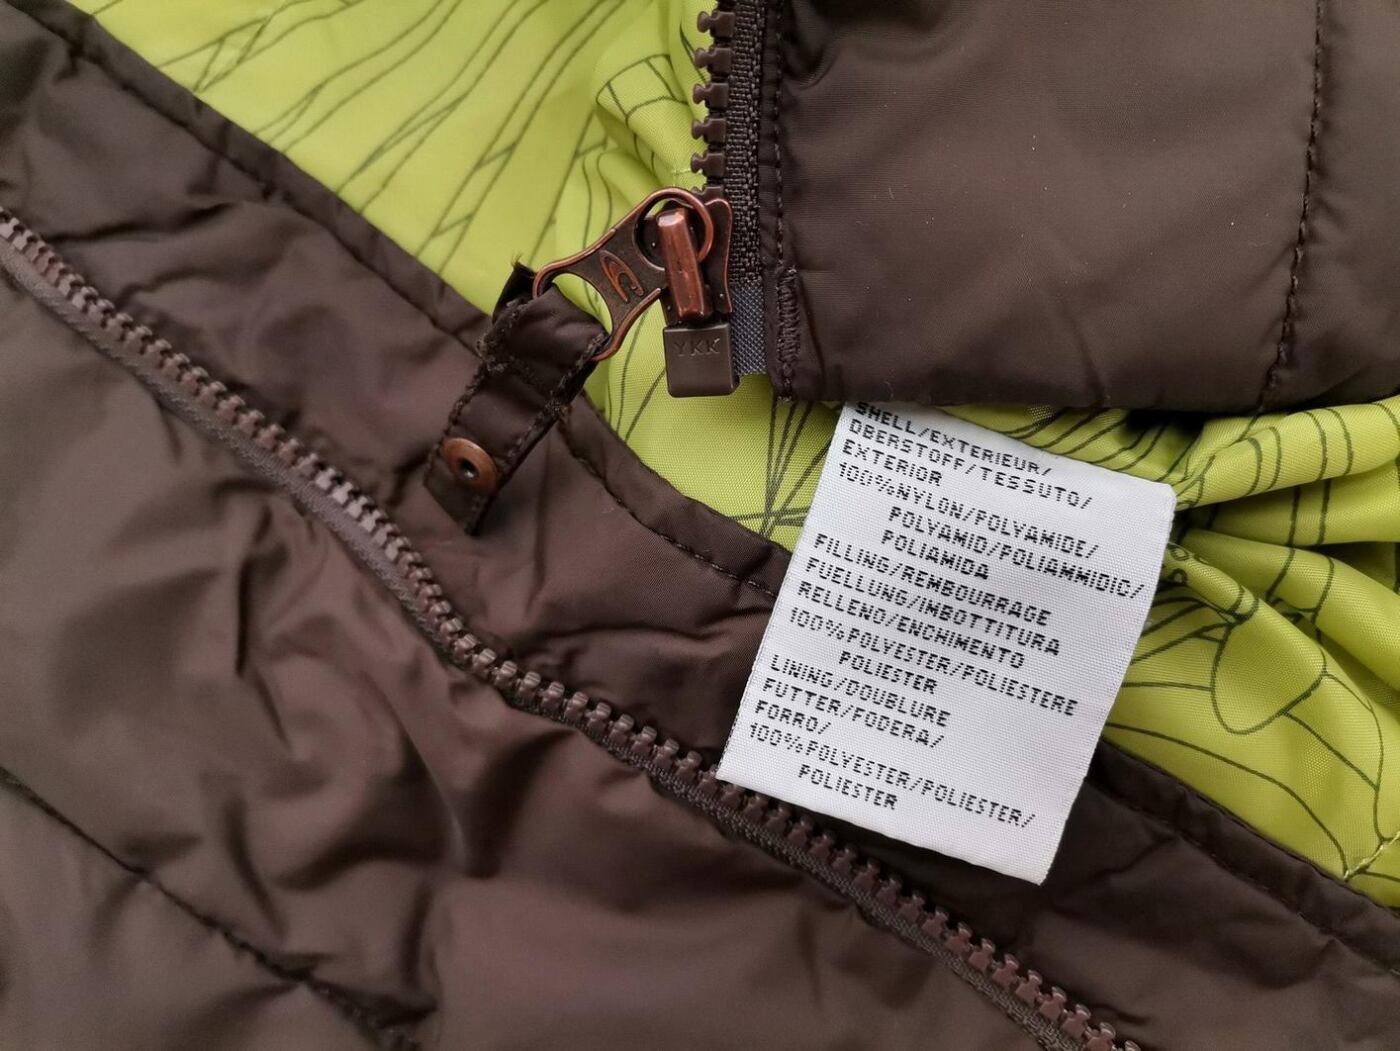 YKK
SHELL/EXTERIEUR/
OBERSTOFF/TESSUTO/
EXTERIOR
100%NYLON/POLYAMIDE/
POLYAMID/POLIAMMIDIO/
POLIAMIDA
FILLING/REMBOURRAGE
FUELLUNG/IMBOTTITURA
RELLENO/ENCHIMENTO
100%POLYESTER/POLIESTERE
POLIESTER
LINING/DOUBLURE
FUTTER/FODERA/
FORRO/
100%POLYESTER/POLIESTER/
POLIESTER